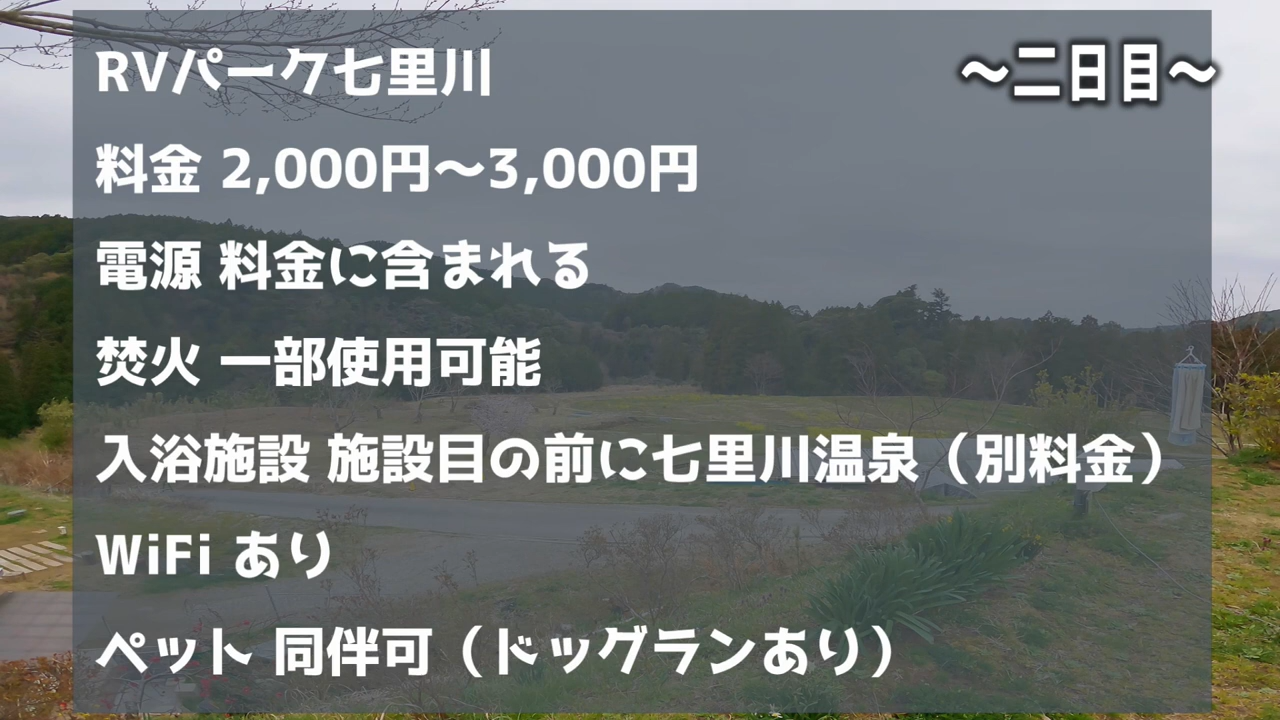 RVパーク七里川
〜二日目〜
料金 2,000円〜3,000円
電源 料金に含まれる
焚火 一部使用可能
入浴施設 施設目の前に七里川温泉（別料金）
WiFi あり
ペット 同伴可（ドッグランあり）